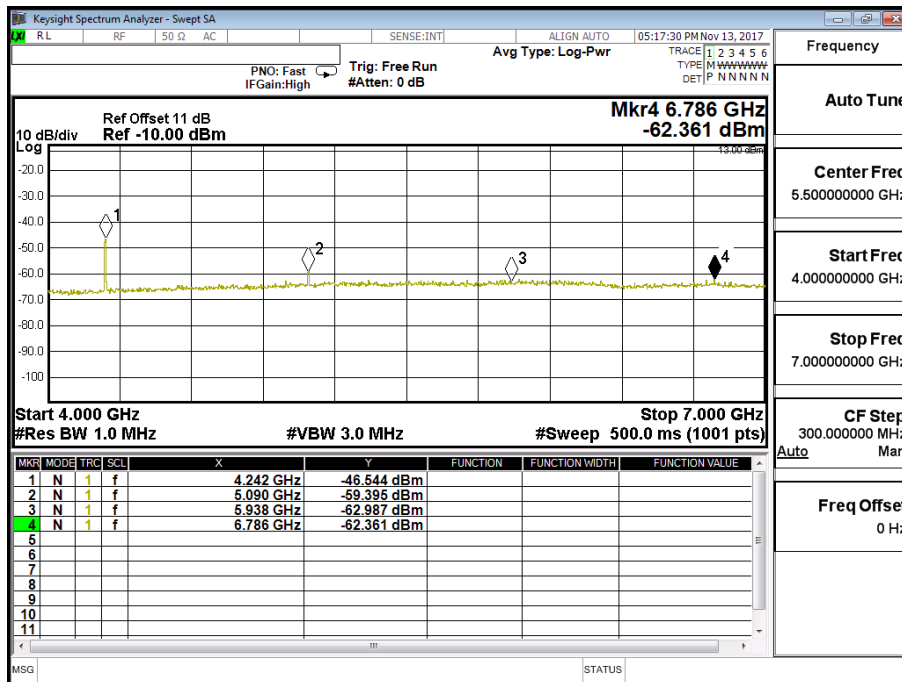 Keysight Spectrum Analyzer - Swept SA
LXI RL RF 50 Ω AC SENSE:INT ALIGN AUTO 05:17:30 PM Nov 13, 2017
Avg Type: Log-Pwr TRACE 1 2 3 4 5 6
PNO: Fast Trig: Free Run TYPE M W W W W W
IFGain:High #Atten: 0 dB DET P N N N N N
Mkr4 6.786 GHz
Ref Offset 11 dB -62.361 dBm
10 dB/div Ref -10.00 dBm
Log
-13.00 dBm
-20.0
-30.0
-40.0
1
-50.0
2
3
4
-60.0
-70.0
-80.0
-90.0
-100
Start 4.000 GHz Stop 7.000 GHz
#Res BW 1.0 MHz #VBW 3.0 MHz #Sweep 500.0 ms (1001 pts)
MKR MODE TRC SCL X Y FUNCTION FUNCTION WIDTH FUNCTION VALUE
1 N 1 f 4.242 GHz -46.544 dBm
2 N 1 f 5.090 GHz -59.395 dBm
3 N 1 f 5.938 GHz -62.987 dBm
4 N 1 f 6.786 GHz -62.361 dBm
5
6
7
8
9
10
11
MSG STATUS
Frequency
Auto Tune
Center Freq
5.500000000 GHz
Start Freq
4.000000000 GHz
Stop Freq
7.000000000 GHz
CF Step
300.000000 MHz
Auto Man
Freq Offset
0 Hz